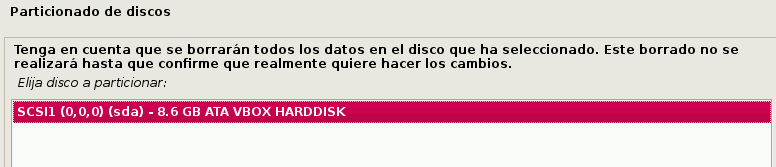 Particionado de discos
Tenga en cuenta que se borrarán todos los datos en el disco que ha seleccionado. Este borrado no se
realizará hasta que confirme que realmente quiere hacer los cambios.
Elija disco a particionar:
SCSI1 (0,0,0) (sda) - 8.6 GB ATA VBOX HARDDISK